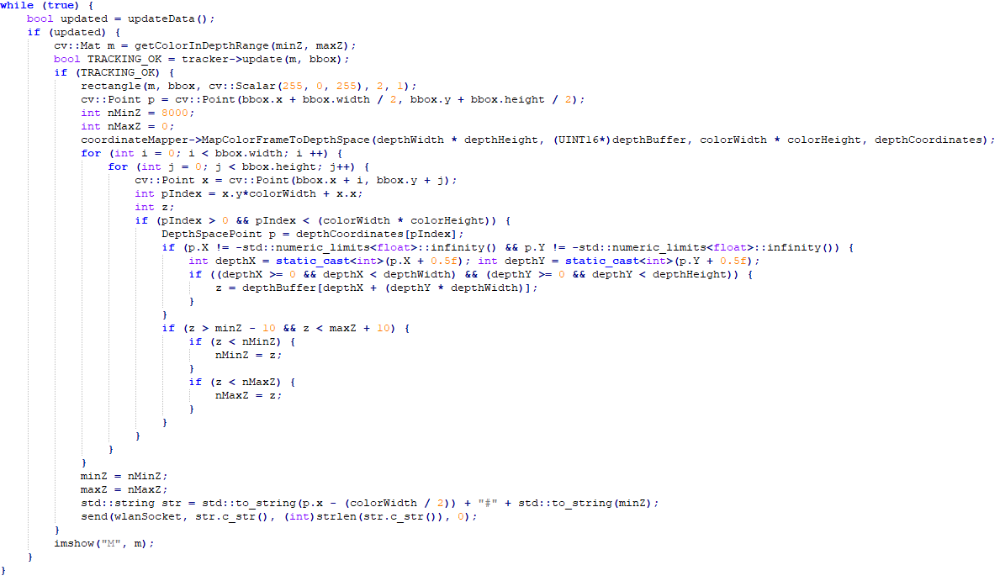 while (true) {
    bool updated = updateData();
    if (updated) {
        cv::Mat m = getColorInDepthRange(minZ, maxZ);
        bool TRACKING_OK = tracker->update(m, bbox);
        if (TRACKING_OK) {
            rectangle(m, bbox, cv::Scalar(255, 0, 255), 2, 1);
            cv::Point p = cv::Point(bbox.x + bbox.width / 2, bbox.y + bbox.height / 2);
            int nMinZ = 8000;
            int nMaxZ = 0;
            coordinateMapper->MapColorFrameToDepthSpace(depthWidth * depthHeight, (UINT16*)depthBuffer, colorWidth * colorHeight, depthCoordinates);
            for (int i = 0; i < bbox.width; i ++) {
                for (int j = 0; j < bbox.height; j++) {
                    cv::Point x = cv::Point(bbox.x + i, bbox.y + j);
                    int pIndex = x.y*colorWidth + x.x;
                    int z;
                    if (pIndex > 0 && pIndex < (colorWidth * colorHeight)) {
                        DepthSpacePoint p = depthCoordinates[pIndex];
                        if (p.X != -std::numeric_limits<float>::infinity() && p.Y != -std::numeric_limits<float>::infinity()) {
                            int depthX = static_cast<int>(p.X + 0.5f); int depthY = static_cast<int>(p.Y + 0.5f);
                            if ((depthX >= 0 && depthX < depthWidth) && (depthY >= 0 && depthY < depthHeight)) {
                                z = depthBuffer[depthX + (depthY * depthWidth)];
                            }
                        }
                        if (z > minZ - 10 && z < maxZ + 10) {
                            if (z < nMinZ) {
                                nMinZ = z;
                            }
                            if (z < nMaxZ) {
                                nMaxZ = z;
                            }
                        }
                    }
                }
            }
            minZ = nMinZ;
            maxZ = nMaxZ;
            std::string str = std::to_string(p.x - (colorWidth / 2)) + "#" + std::to_string(minZ);
            send(wlanSocket, str.c_str(), (int)strlen(str.c_str()), 0);
        }
        imshow("M", m);
    }
}